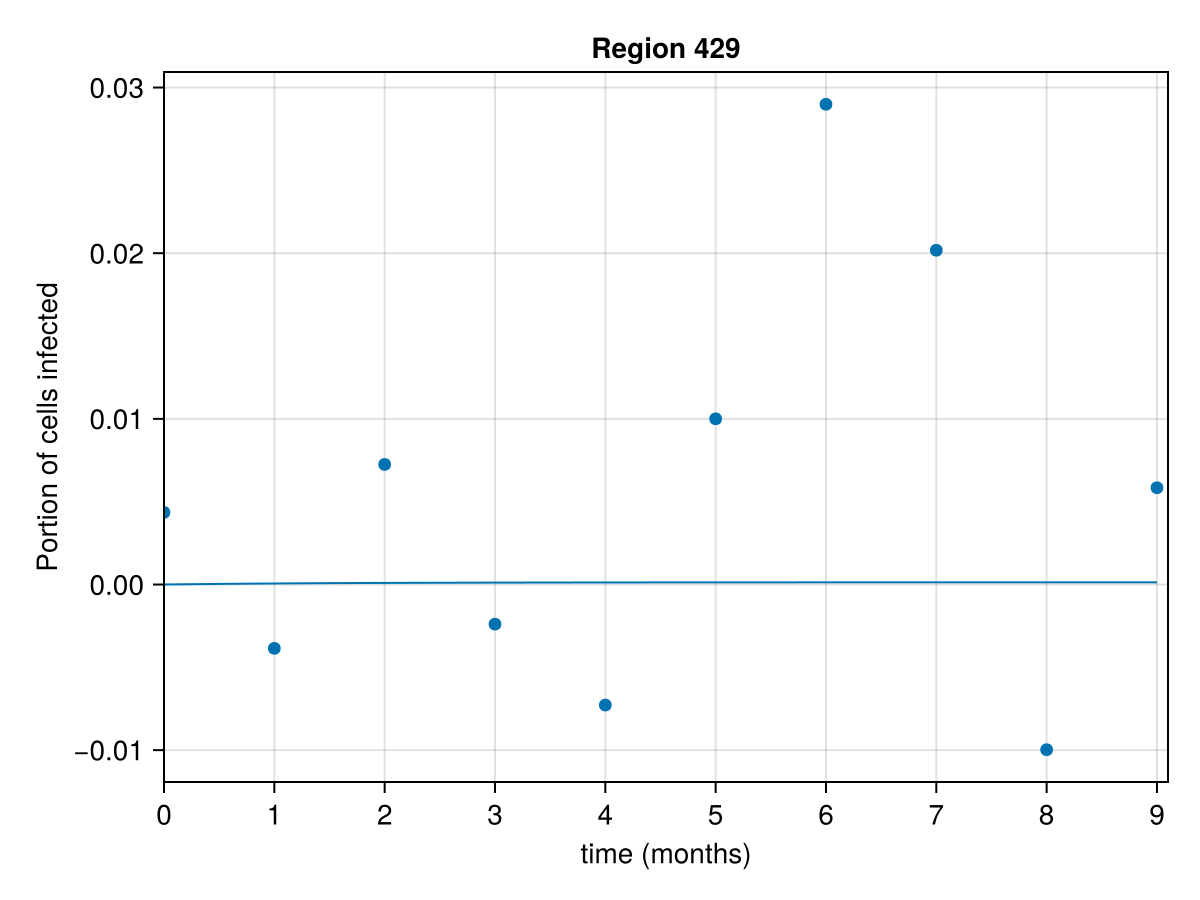 Region 429
Portion of cells infected
0.03
0.02
0.01
0.00
−0.01
0 1 2 3 4 5 6 7 8 9
time (months)